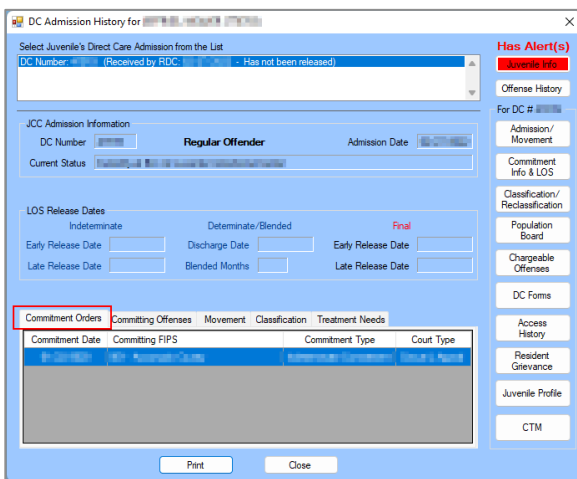 DC Admission History for
Select Juvenile's Direct Care Admission from the List
DC Number: (Received by RDC: - Has not been released)
Has Alert(s)
Juvenile Info
Offense History
For DC #
JCC Admission Information
DC Number Regular Offender Admission Date
Current Status
Admission/
Movement
Commitment
Info & LOS
Classification/
Reclassification
LOS Release Dates
Indeterminate Determinate/Blended Final
Early Release Date Discharge Date Early Release Date
Late Release Date Blended Months Late Release Date
Population
Board
Chargeable
Offenses
DC Forms
Commitment Orders Committing Offenses Movement Classification Treatment Needs
Commitment Date Committing FIPS Commitment Type Court Type
Access
History
Resident
Grievance
Juvenile Profile
CTM
Print Close